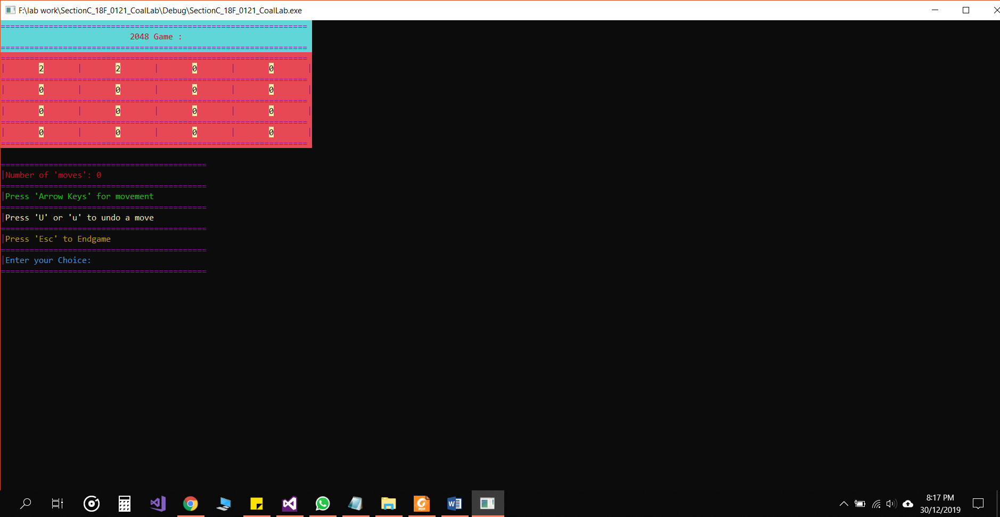 F:\lab work\SectionC_18F_0121_CoalLab\Debug\SectionC_18F_0121_CoalLab.exe
================================================================
2048 Game :
================================================================
================================================================
| 2 | 2 | 0 | 0 |
================================================================
| 0 | 0 | 0 | 0 |
================================================================
| 0 | 0 | 0 | 0 |
================================================================
| 0 | 0 | 0 | 0 |
================================================================
===========================================
|Number of 'moves': 0
===========================================
|Press 'Arrow Keys' for movement
===========================================
|Press 'U' or 'u' to undo a move
===========================================
|Press 'Esc' to Endgame
===========================================
|Enter your Choice:
===========================================
PDF
8:17 PM
30/12/2019